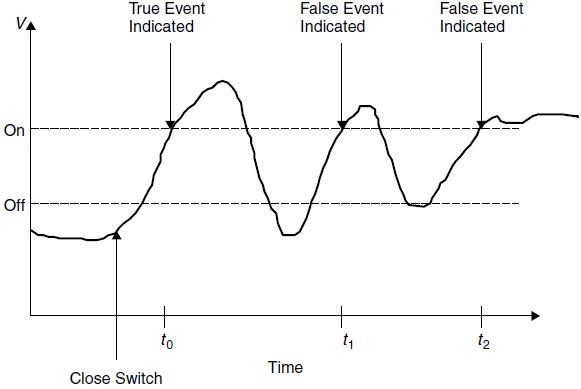 True Event
Indicated
False Event
Indicated
False Event
Indicated
V
On
Off
t0
t1
t2
Time
Close Switch